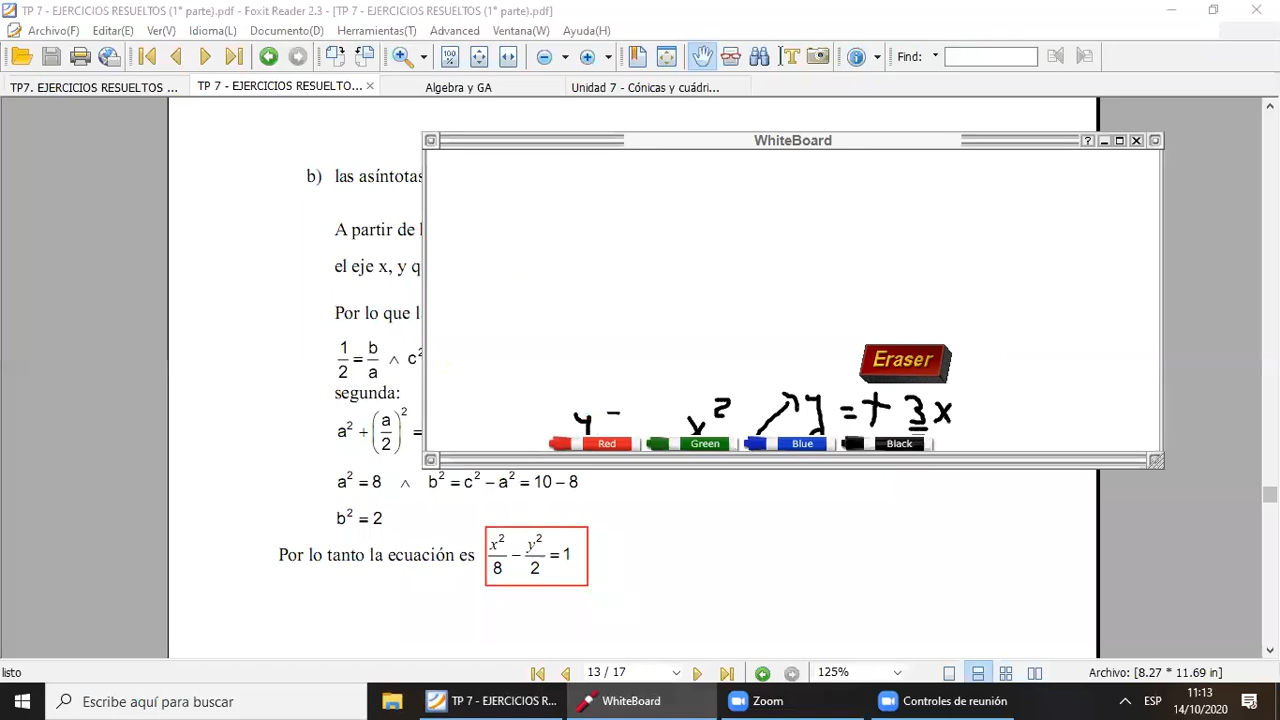 TP 7 - EJERCICIOS RESUELTOS (1° parte).pdf - Foxit Reader 2.3 - [TP 7 - EJERCICIOS RESUELTOS (1° parte).pdf]
Archivo(F) Editar(E) Ver(V) Idioma(L) Documento(D) Herramientas(T) Advanced Ventana(W) Ayuda(H)
Find:
TP7. EJERCICIOS RESUELTOS ... TP 7 - EJERCICIOS RESUELTO... Algebra y GA Unidad 7 - Cónicas y cuádri...
WhiteBoard
b) las asíntotas
A partir de
el eje x, y q
Por lo que l
1/2 = b/a ∧ c²
segunda:
a² + (a/2)² =
Eraser
y - x² y = + 3x
Red Green Blue Black
a² = 8 ∧ b² = c² − a² = 10 − 8
b² = 2
Por lo tanto la ecuación es x²/8 − y²/2 = 1
listo 13 / 17 125% Archivo: [8.27 * 11.69 in]
Escribe aquí para buscar TP 7 - EJERCICIOS R... WhiteBoard Zoom Controles de reunión ESP 11:13
14/10/2020